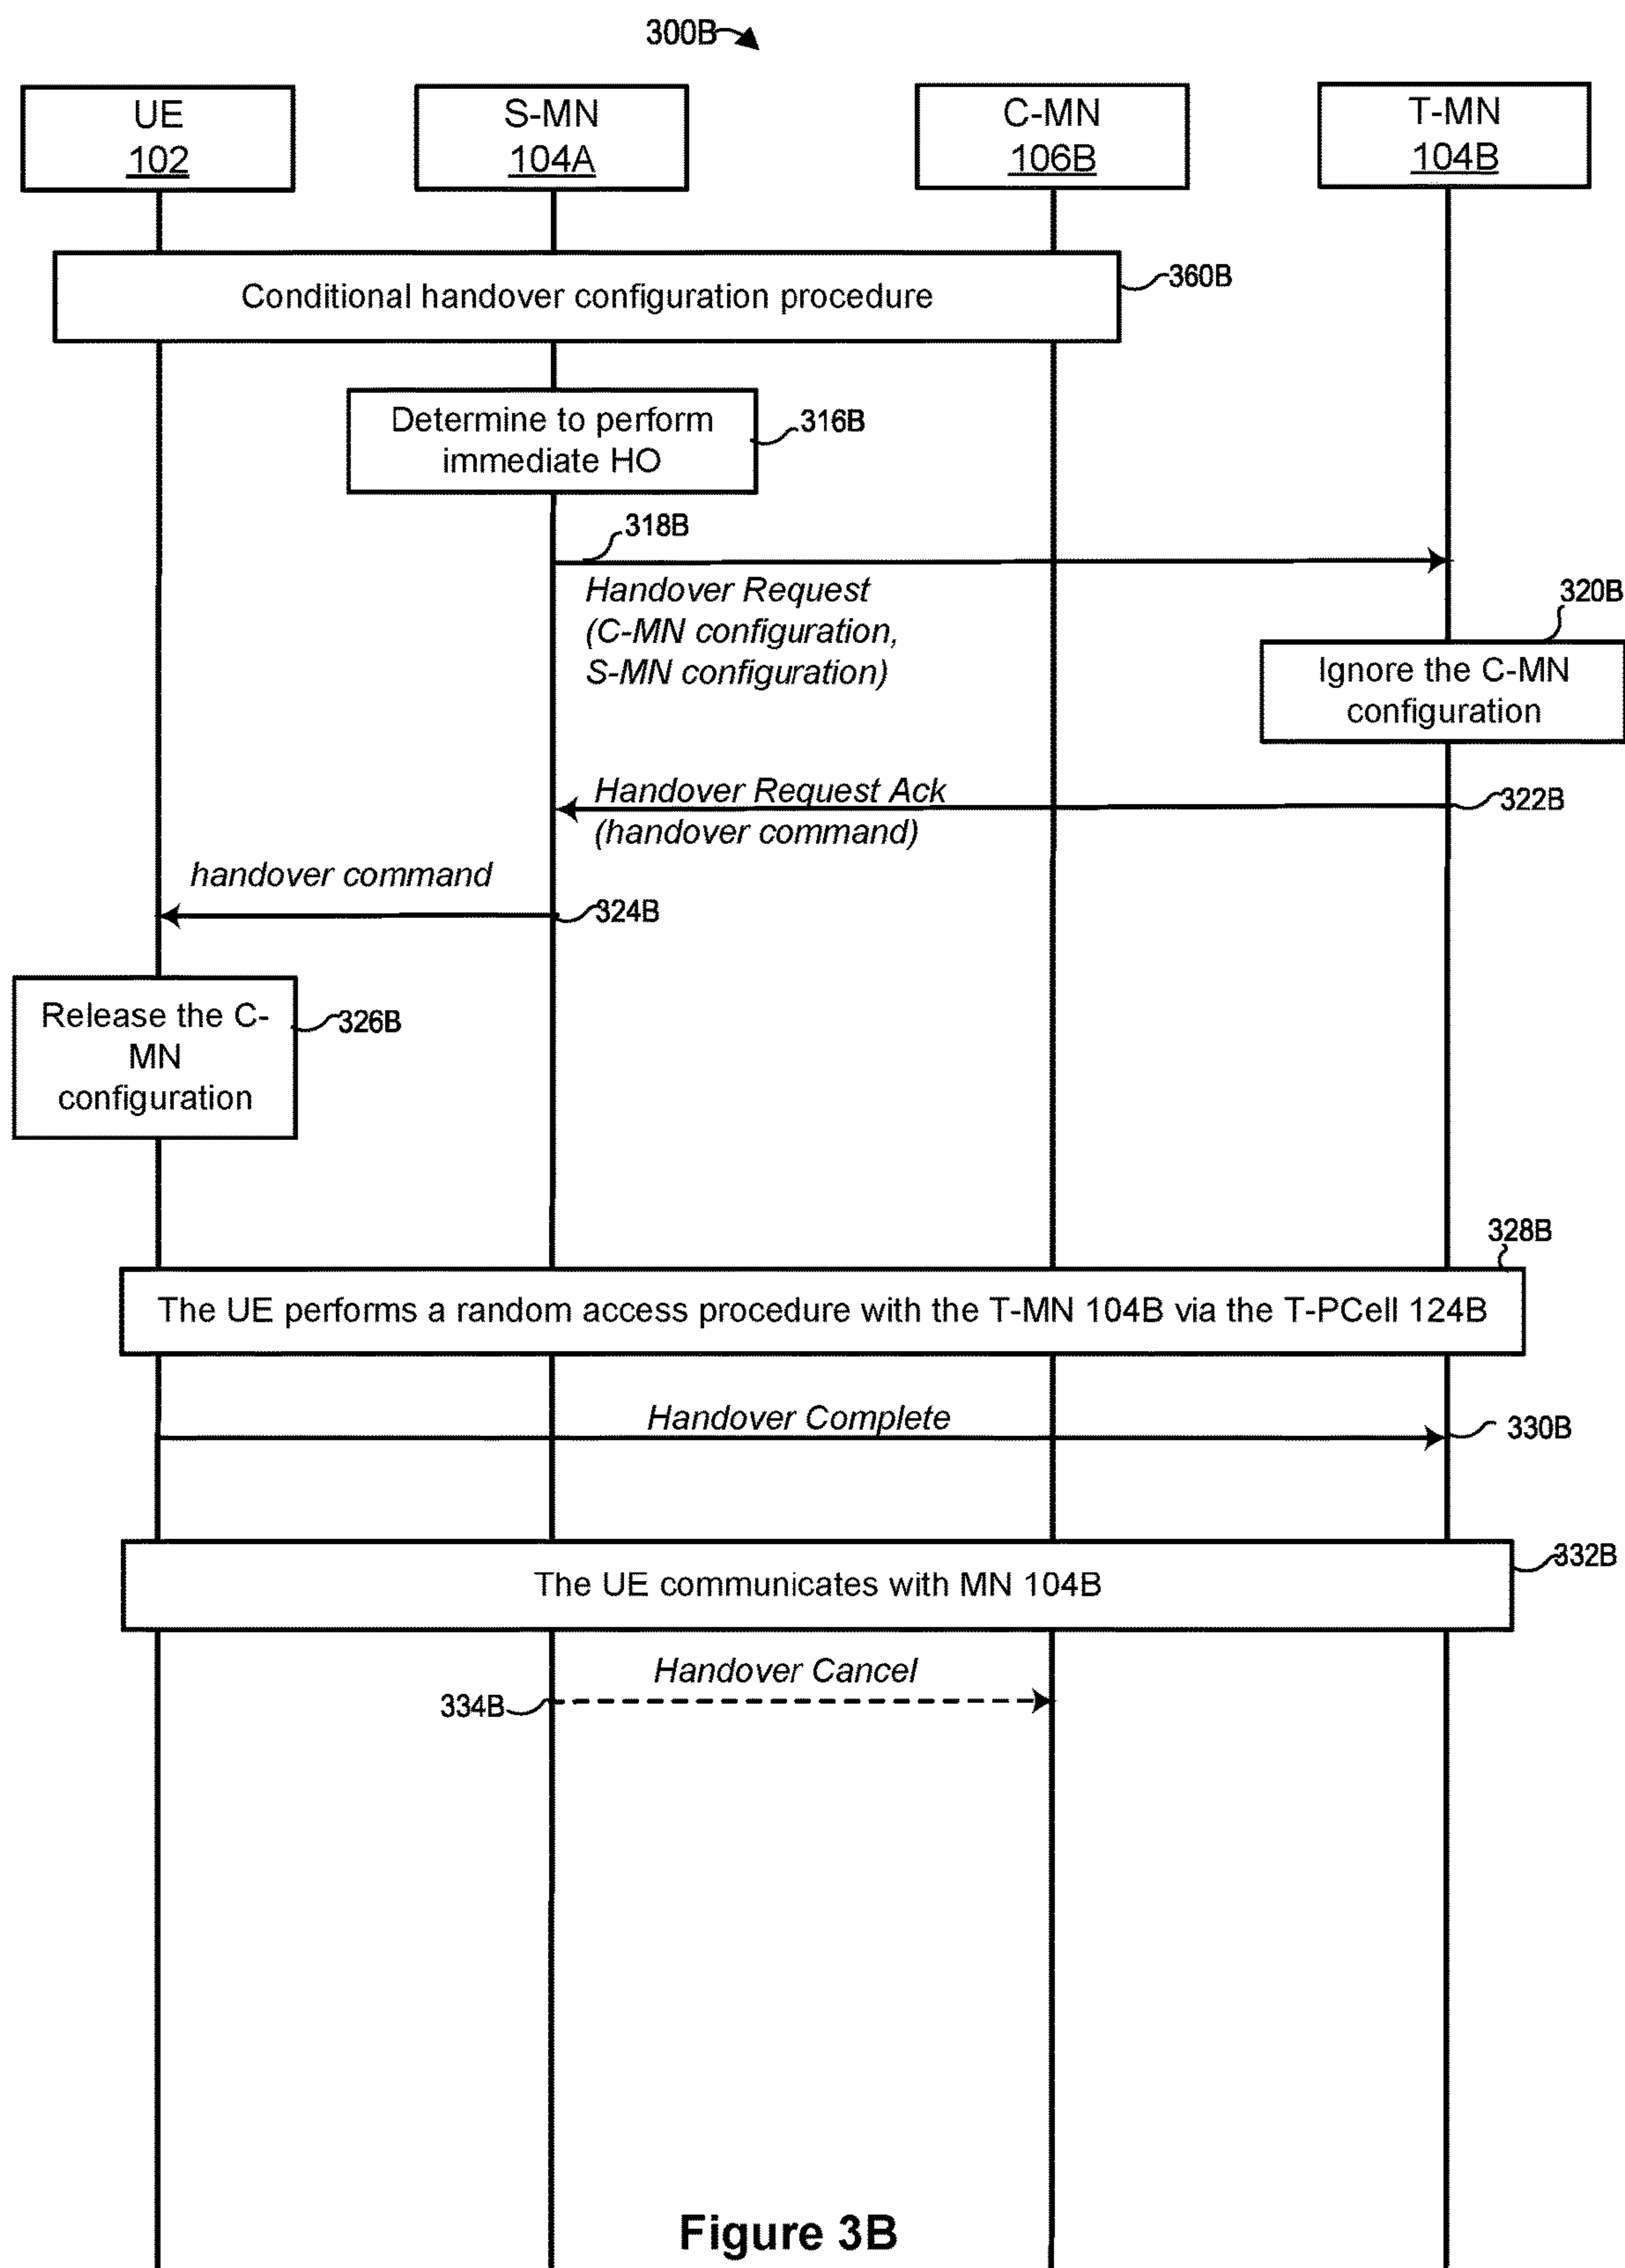 300B
UE
102
S-MN
104A
C-MN
106B
T-MN
104B
Conditional handover configuration procedure
360B
Determine to perform
immediate HO
316B
318B
Handover Request
(C-MN configuration,
S-MN configuration)
320B
Ignore the C-MN
configuration
Handover Request Ack
(handover command)
322B
handover command
324B
Release the C-
MN
configuration
326B
328B
The UE performs a random access procedure with the T-MN 104B via the T-PCell 124B
Handover Complete
330B
The UE communicates with MN 104B
332B
Handover Cancel
334B
Figure 3B